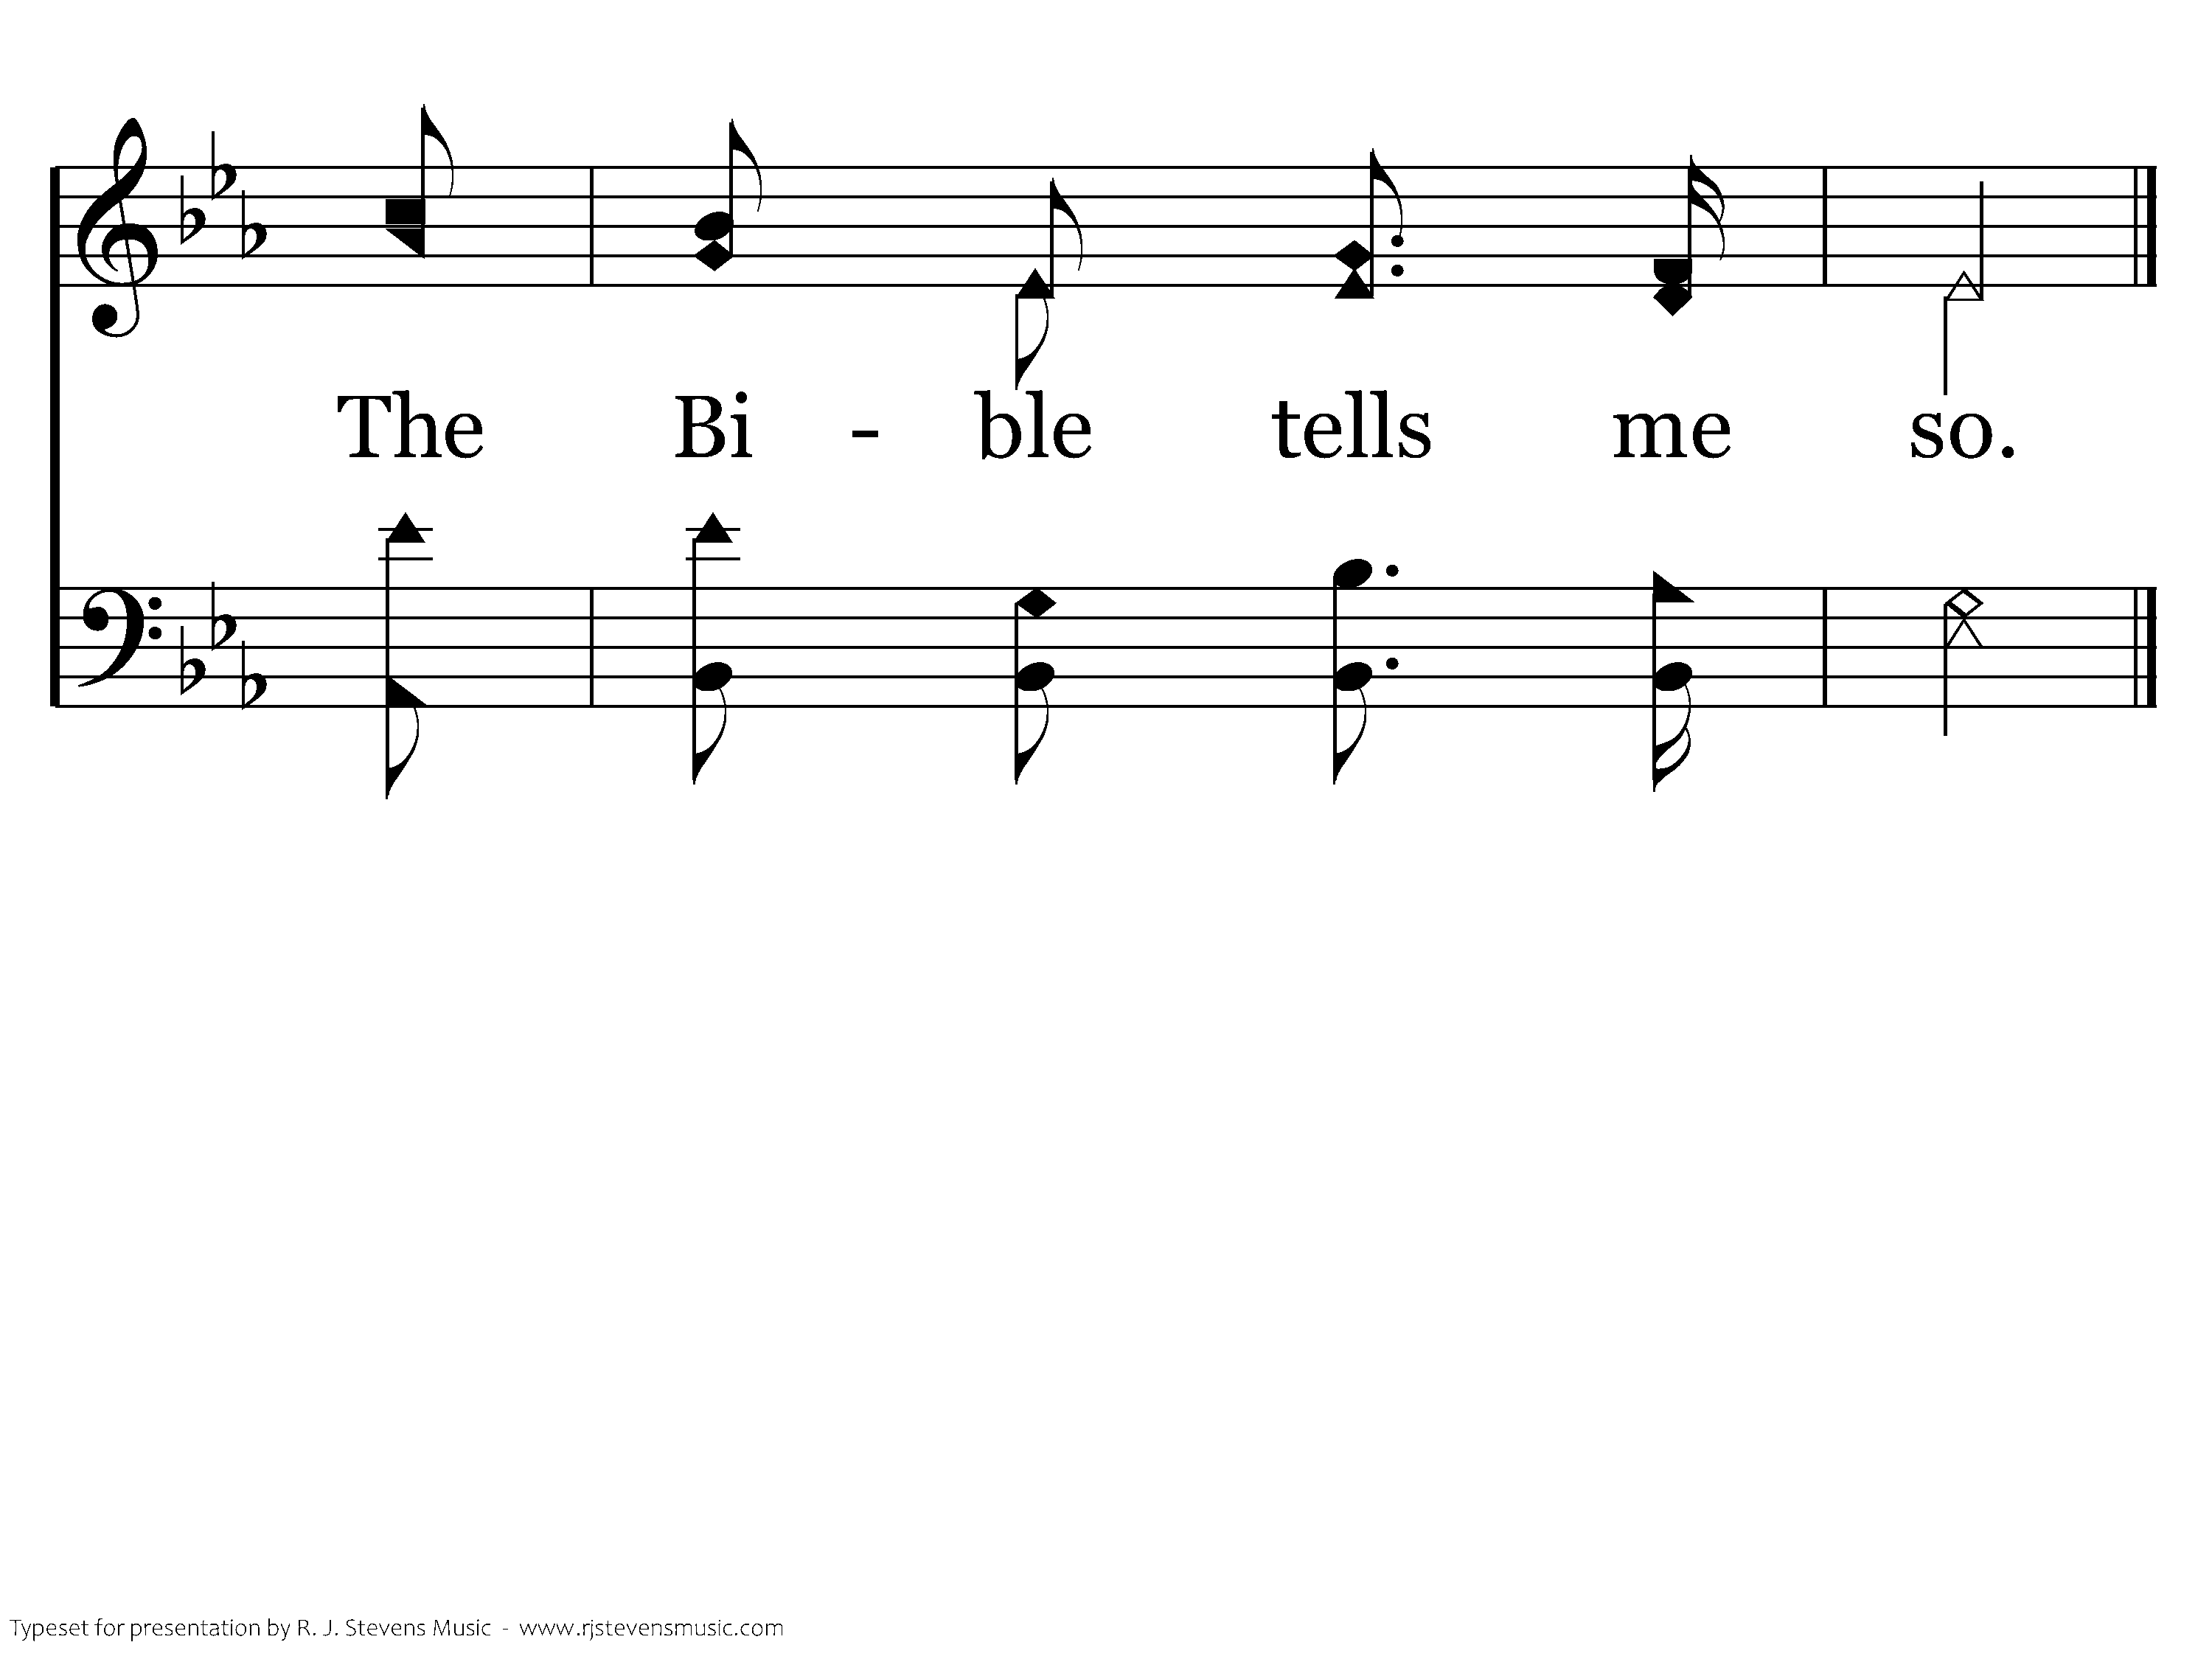 The Bi - ble tells me so.
Typeset for presentation by R. J. Stevens Music - www.rjstevensmusic.com